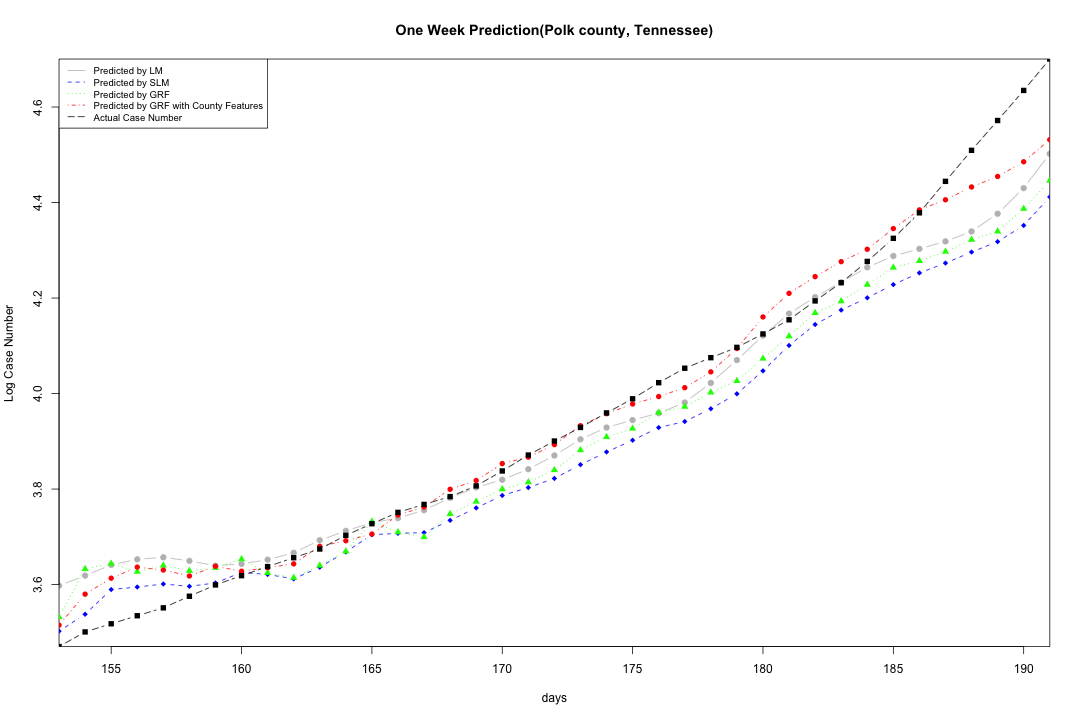 One Week Prediction(Polk county, Tennessee)
Predicted by LM
Predicted by SLM
Predicted by GRF
Predicted by GRF with County Features
Actual Case Number
4.6
4.4
4.2
4.0
3.8
3.6
Log Case Number
155 160 165 170 175 180 185 190
days